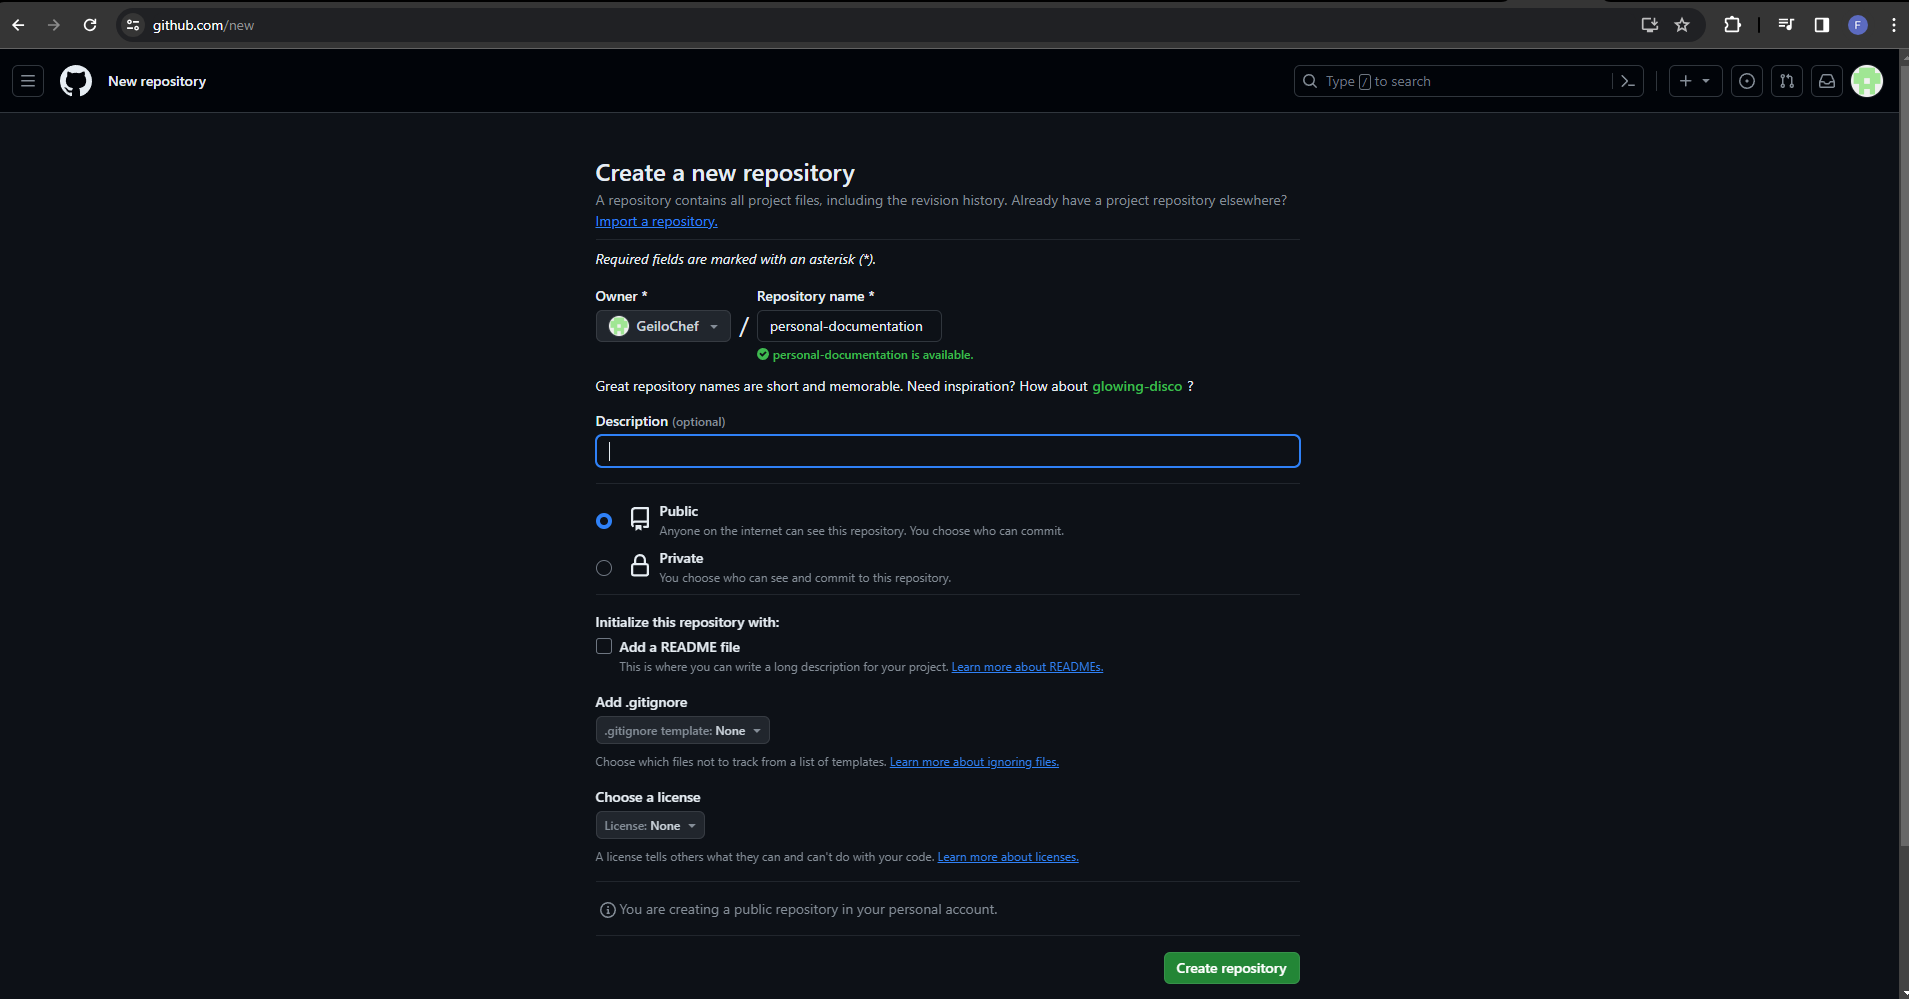 github.com/new
F
New repository
Type / to search
Create a new repository
A repository contains all project files, including the revision history. Already have a project repository elsewhere?
Import a repository.
Required fields are marked with an asterisk (*).
Owner *
Repository name *
GeiloChef
/
personal-documentation
personal-documentation is available.
Great repository names are short and memorable. Need inspiration? How about glowing-disco ?
Description (optional)
Public
Anyone on the internet can see this repository. You choose who can commit.
Private
You choose who can see and commit to this repository.
Initialize this repository with:
Add a README file
This is where you can write a long description for your project. Learn more about READMEs.
Add .gitignore
.gitignore template: None
Choose which files not to track from a list of templates. Learn more about ignoring files.
Choose a license
License: None
A license tells others what they can and can't do with your code. Learn more about licenses.
You are creating a public repository in your personal account.
Create repository